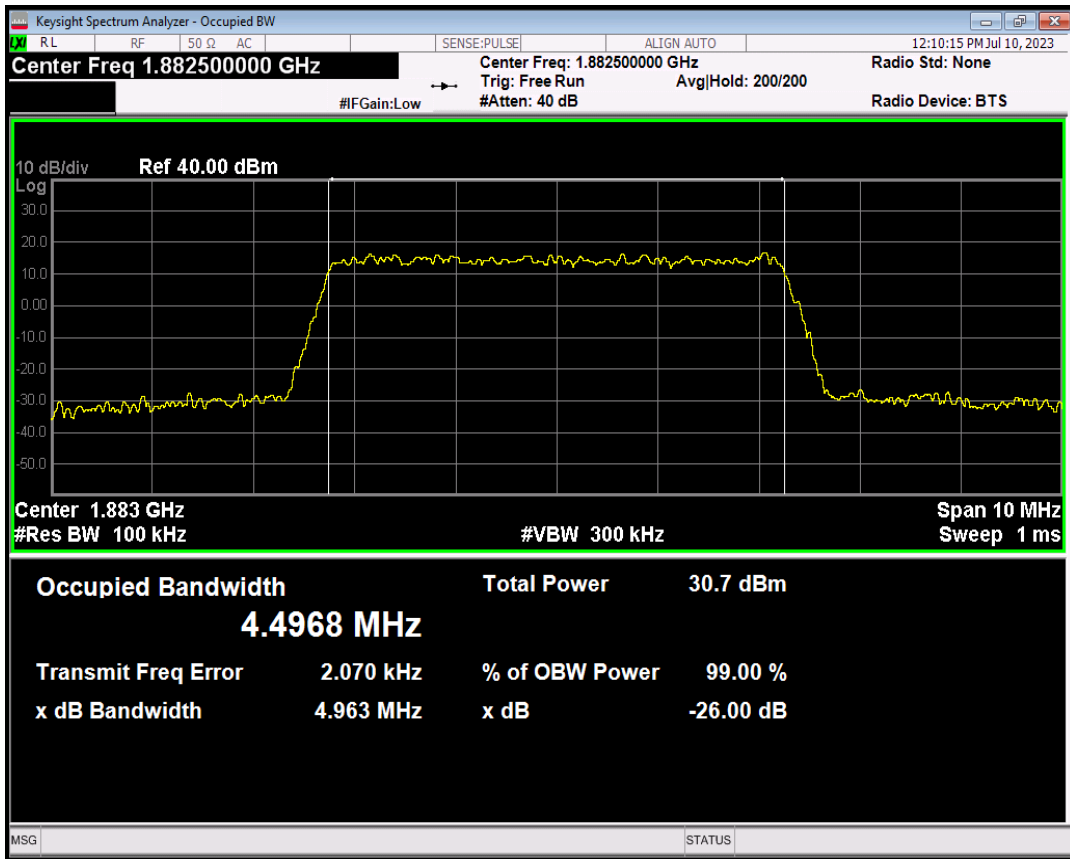 Keysight Spectrum Analyzer - Occupied BW
LXI RL RF 50 Ω AC SENSE:PULSE ALIGN AUTO 12:10:15 PM Jul 10, 2023
Center Freq 1.882500000 GHz
Center Freq: 1.882500000 GHz Radio Std: None
Trig: Free Run Avg|Hold: 200/200
#IFGain:Low #Atten: 40 dB Radio Device: BTS
10 dB/div Ref 40.00 dBm
Log
30.0
20.0
10.0
0.00
-10.0
-20.0
-30.0
-40.0
-50.0
Center 1.883 GHz Span 10 MHz
#Res BW 100 kHz #VBW 300 kHz Sweep 1 ms
Occupied Bandwidth Total Power 30.7 dBm
4.4968 MHz
Transmit Freq Error 2.070 kHz % of OBW Power 99.00 %
x dB Bandwidth 4.963 MHz x dB -26.00 dB
MSG STATUS